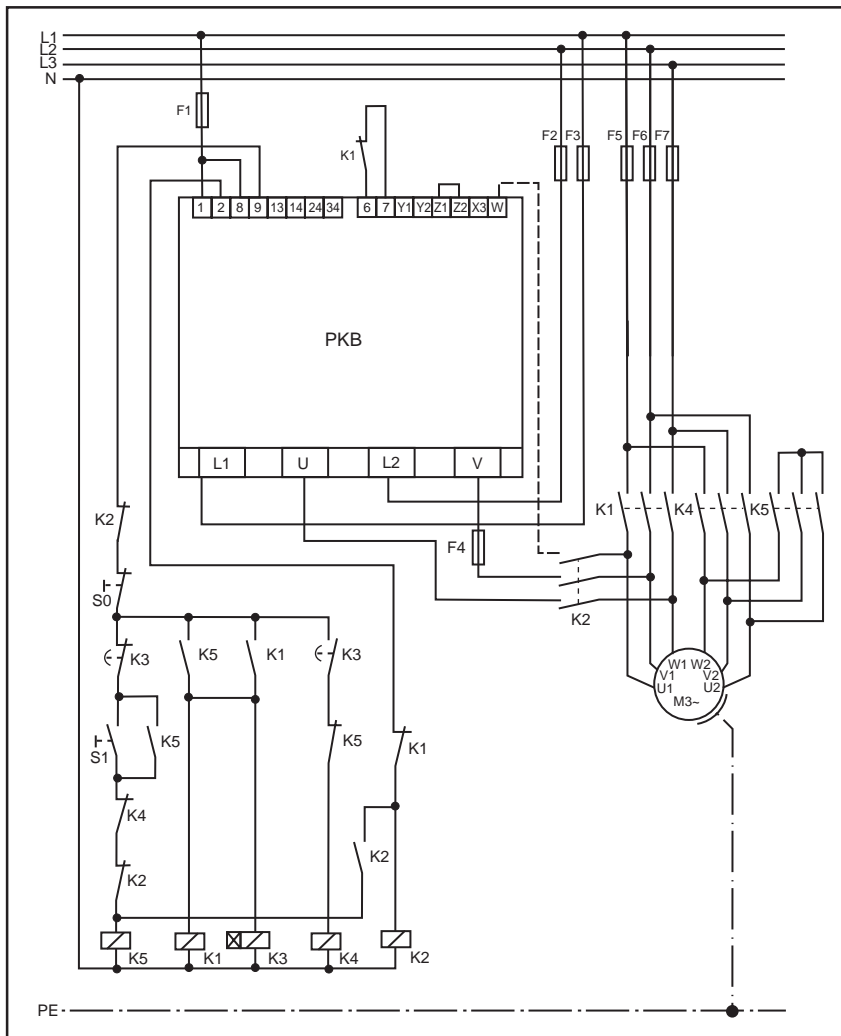 L1
L2
L3
N
F1
F2 F3 F5 F6 F7
K1
1 2 8 9 13 14 24 34 6 7 Y1 Y2 Z1 Z2 X3 W
PKB
L1 U L2 V
K1 K4 K5
K2
F4
S0
K2
K3 K5 K1 K3
W1 W2
V1 V2
U1 U2
M3~
S1 K5 K5 K1
K4
K2 K2
K5 K1 K3 K4 K2
PE